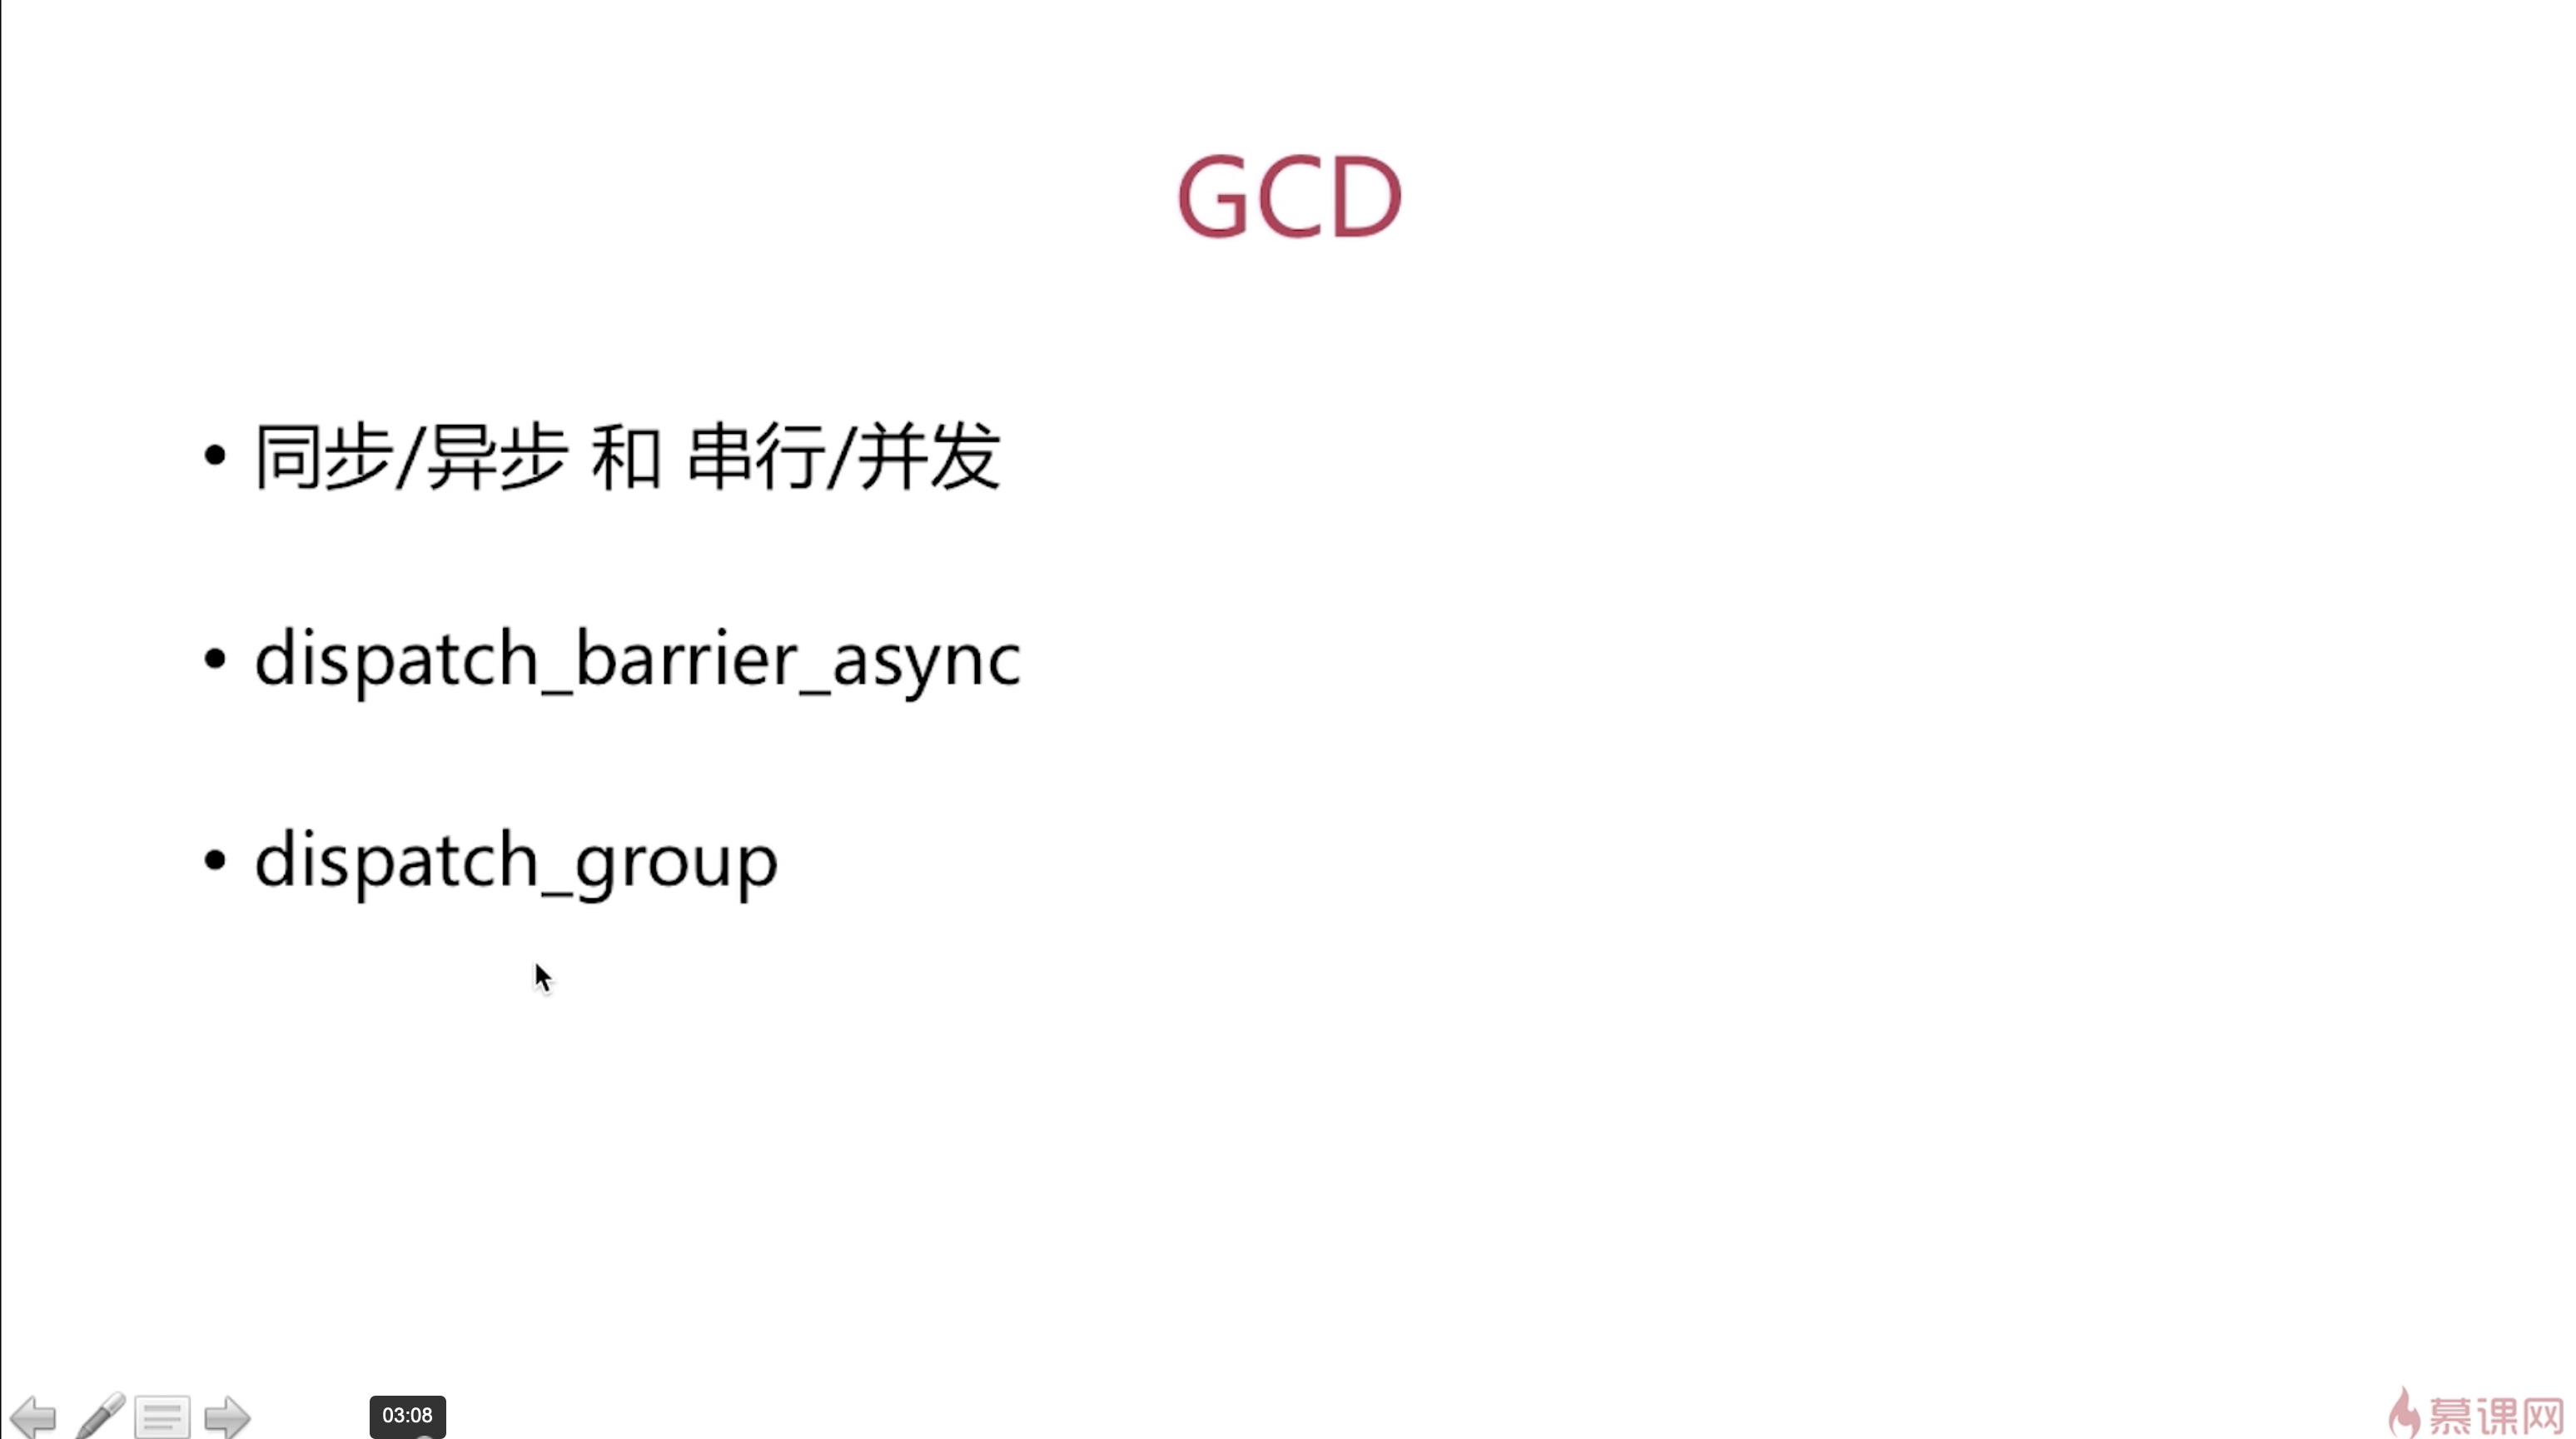 GCD
• 同步/异步 和 串行/并发
• dispatch_barrier_async
• dispatch_group
03:08
慕课网